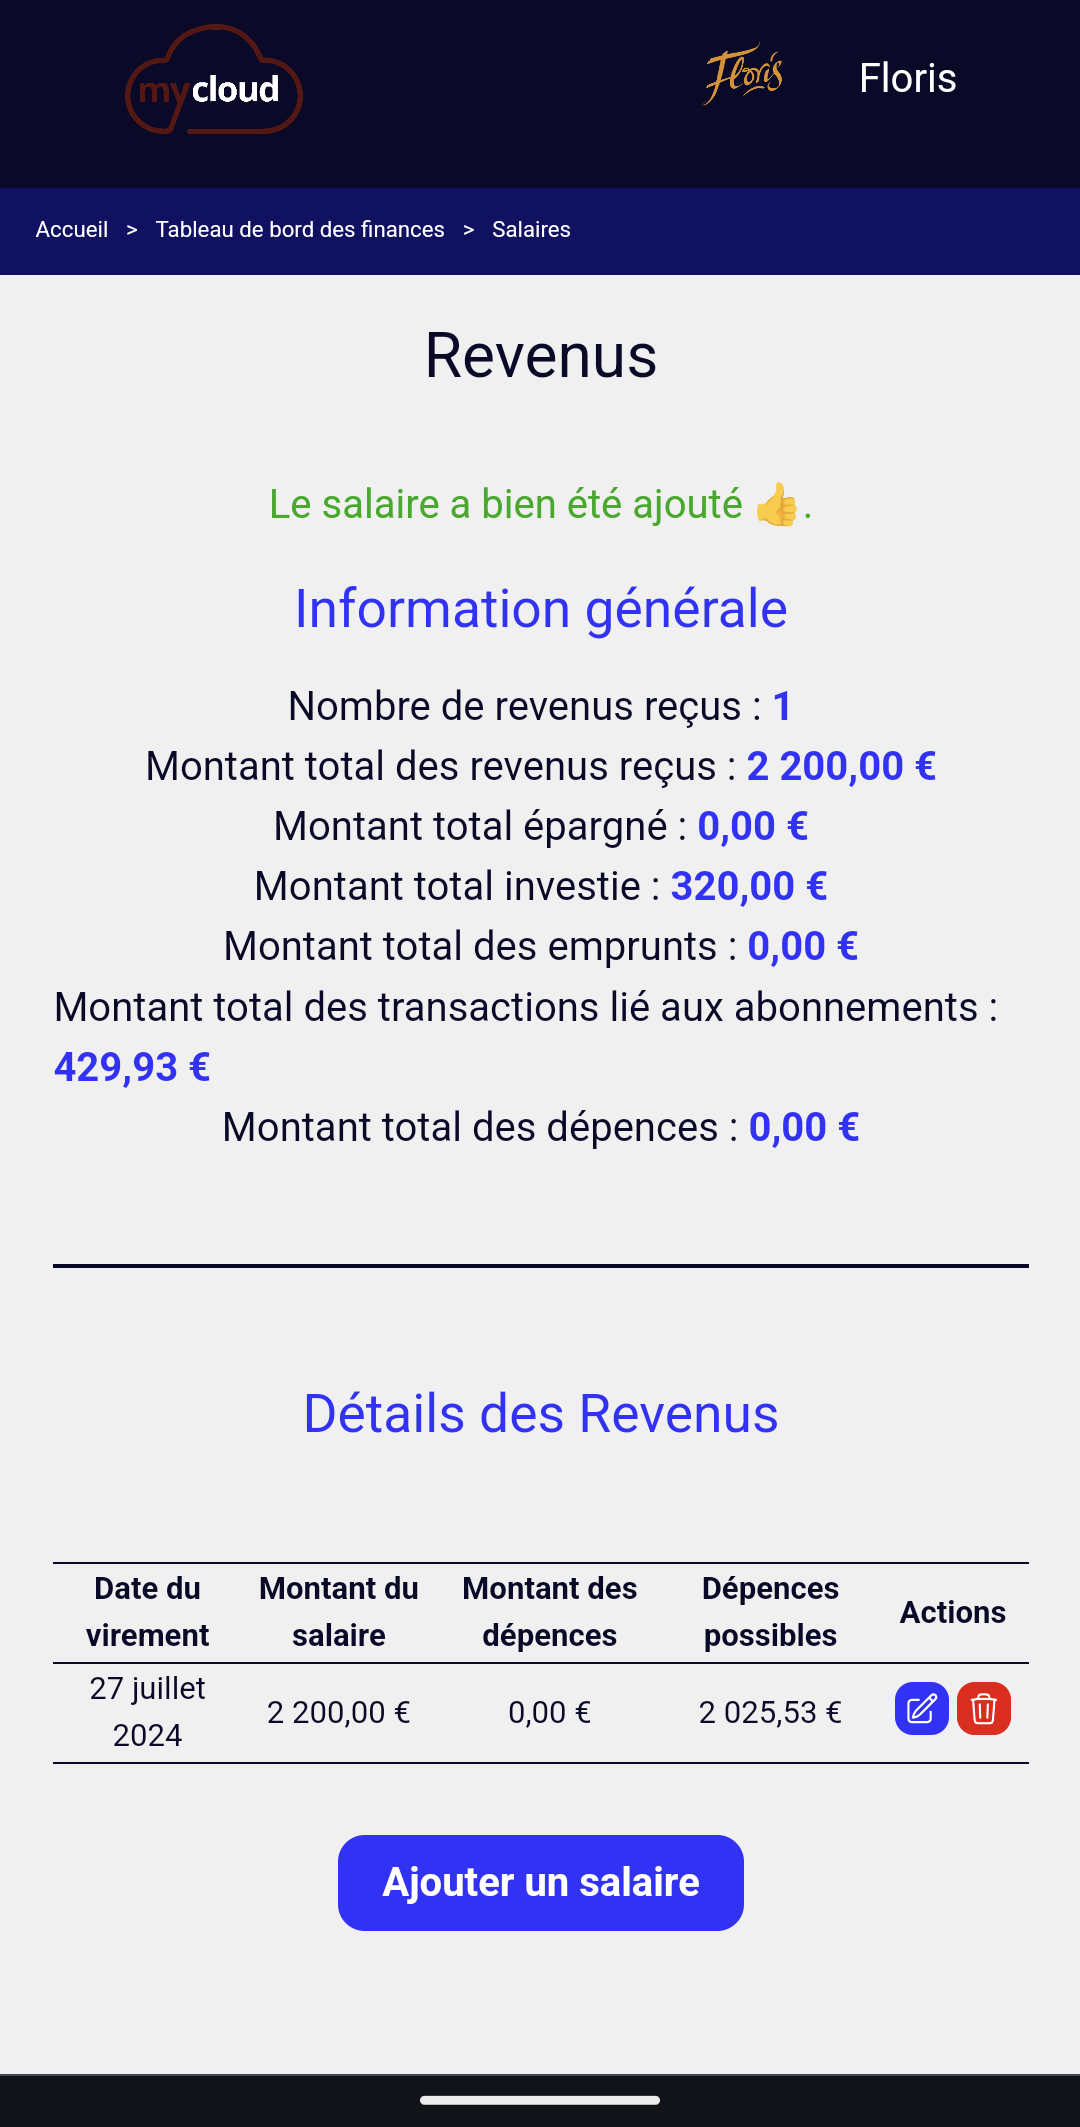 mycloud
Floris
Floris
Accueil > Tableau de bord des finances > Salaires
Revenus
Le salaire a bien été ajouté 👍.
Information générale
Nombre de revenus reçus : 1
Montant total des revenus reçus : 2 200,00 €
Montant total épargné : 0,00 €
Montant total investie : 320,00 €
Montant total des emprunts : 0,00 €
Montant total des transactions lié aux abonnements :
429,93 €
Montant total des dépences : 0,00 €
Détails des Revenus
Date du virement
Montant du salaire
Montant des dépences
Dépences possibles
Actions
27 juillet 2024
2 200,00 €
0,00 €
2 025,53 €
Ajouter un salaire